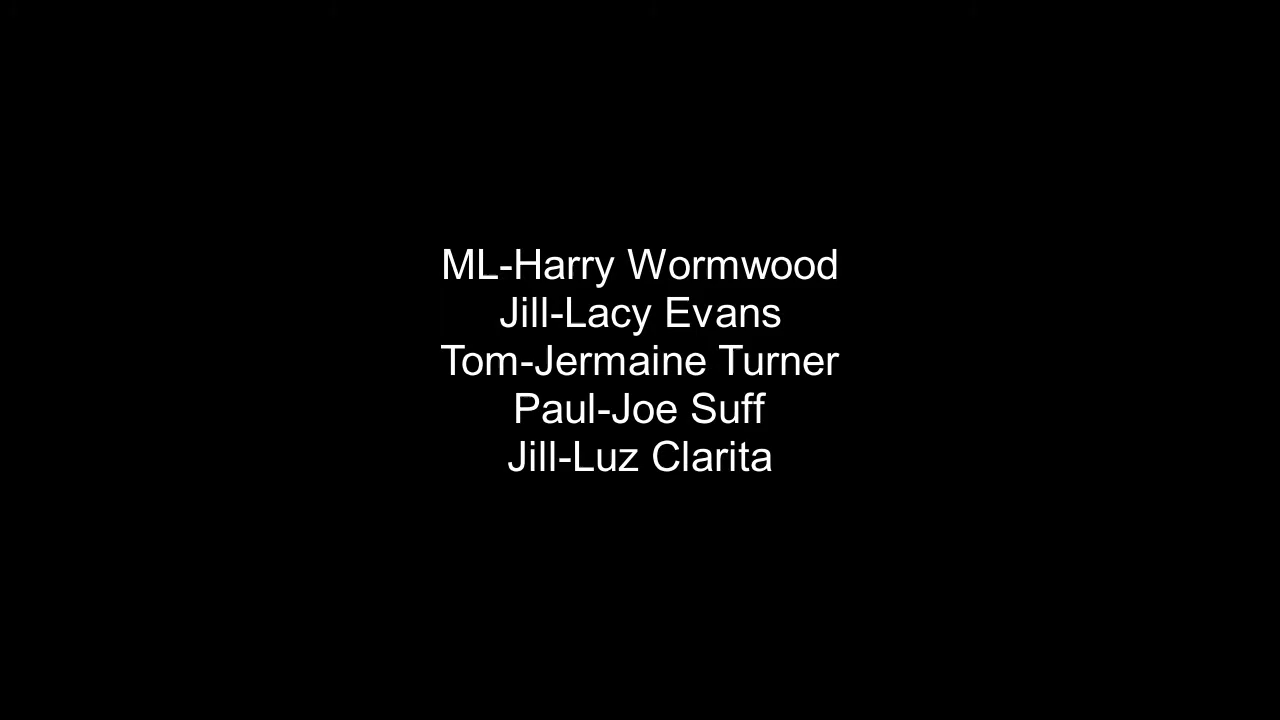 ML-Harry Wormwood
Jill-Lacy Evans
Tom-Jermaine Turner
Paul-Joe Suff
Jill-Luz Clarita